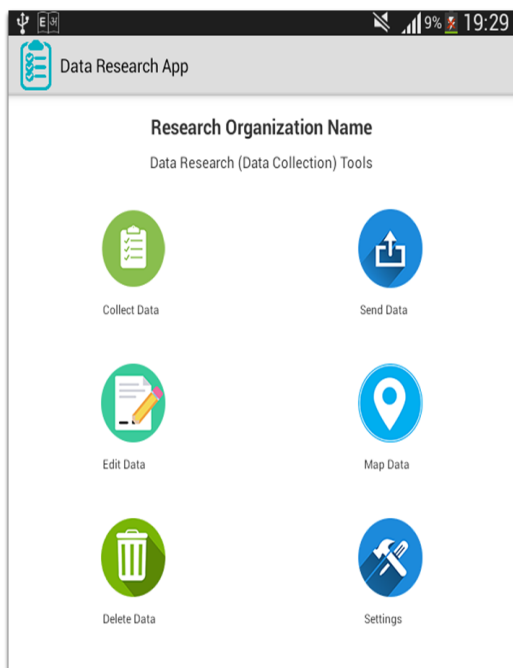 E अ 9% 19:29
Data Research App
Research Organization Name
Data Research (Data Collection) Tools
Collect Data Send Data
Edit Data Map Data
Delete Data Settings